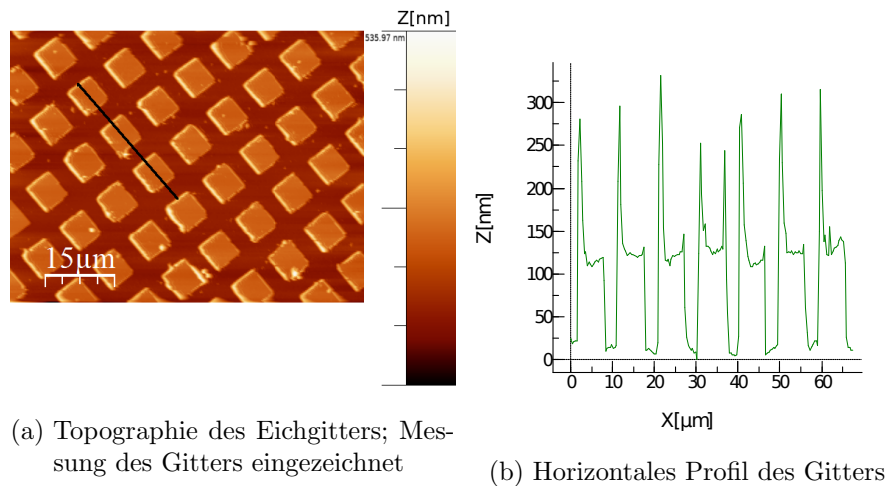 Z[nm]
535.97 nm
15µm
Z[nm]
300
250
200
150
100
50
0
0 10 20 30 40 50 60
X[µm]
(a) Topographie des Eichgitters; Mes-
sung des Gitters eingezeichnet
(b) Horizontales Profil des Gitters